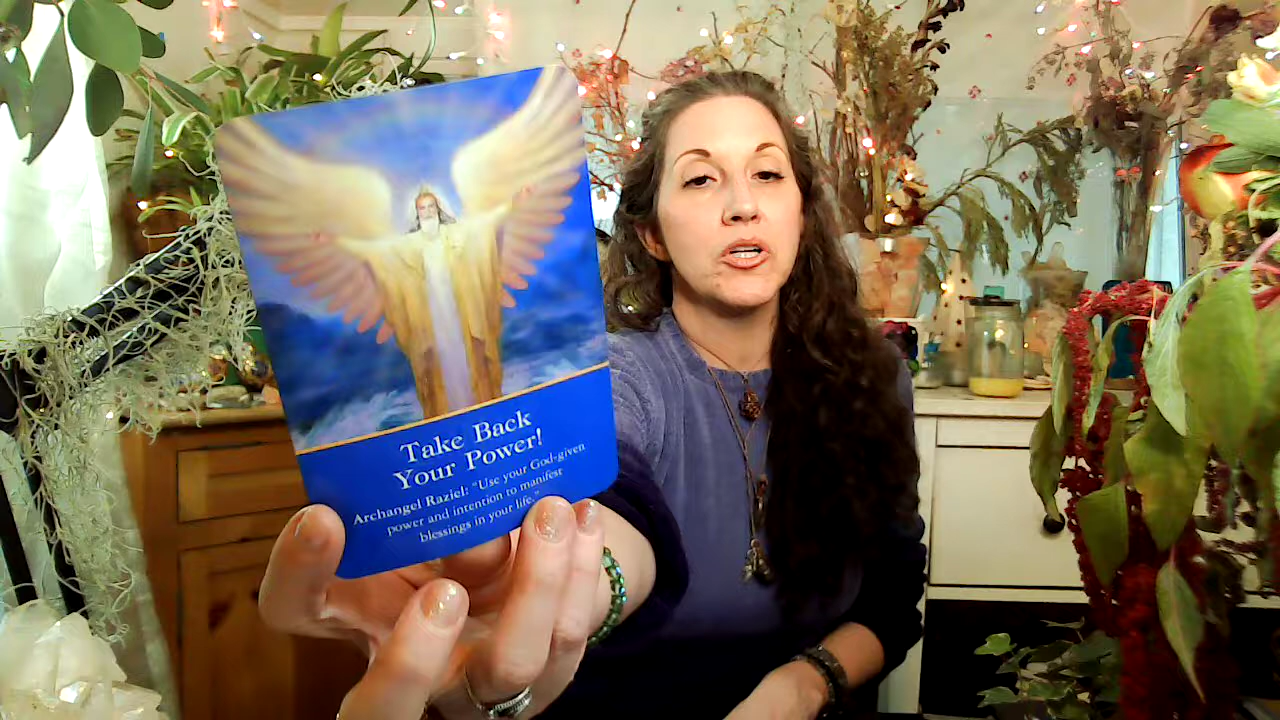 Take Back
Your Power!
Archangel Raziel: "Use your God-given
power and intention to manifest
blessings in your life."